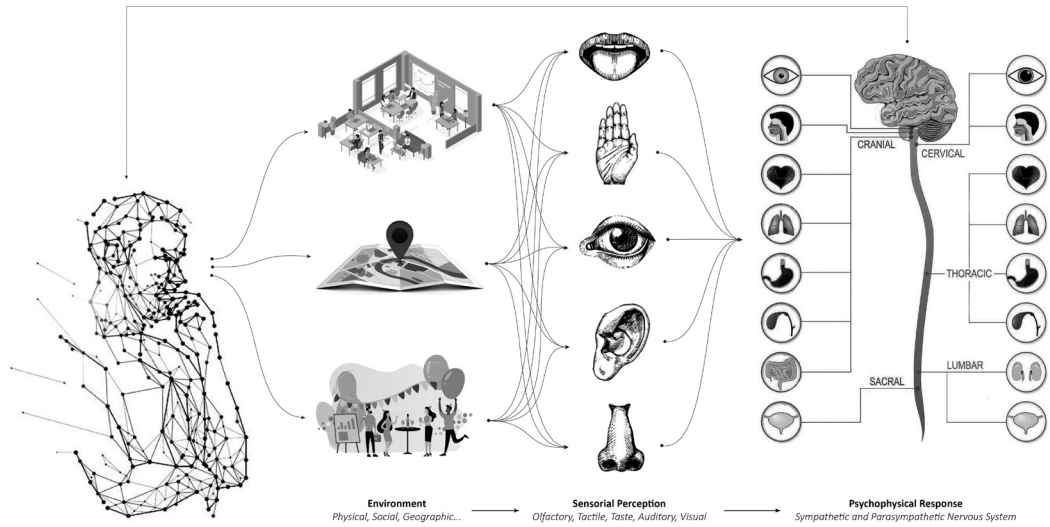 CRANIAL
CERVICAL
THORACIC
LUMBAR
SACRAL
Environment
Physical, Social, Geographic...
Sensorial Perception
Olfactory, Tactile, Taste, Auditory, Visual
Psychophysical Response
Sympathetic and Parasympathetic Nervous System